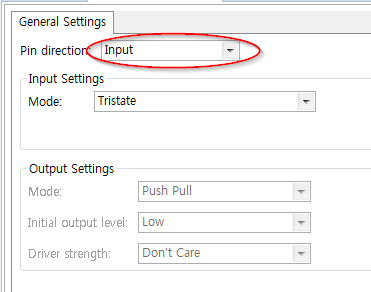 General Settings
Pin direction: Input
Input Settings
Mode: Tristate
Output Settings
Mode: Push Pull
Initial output level: Low
Driver strength: Don't Care